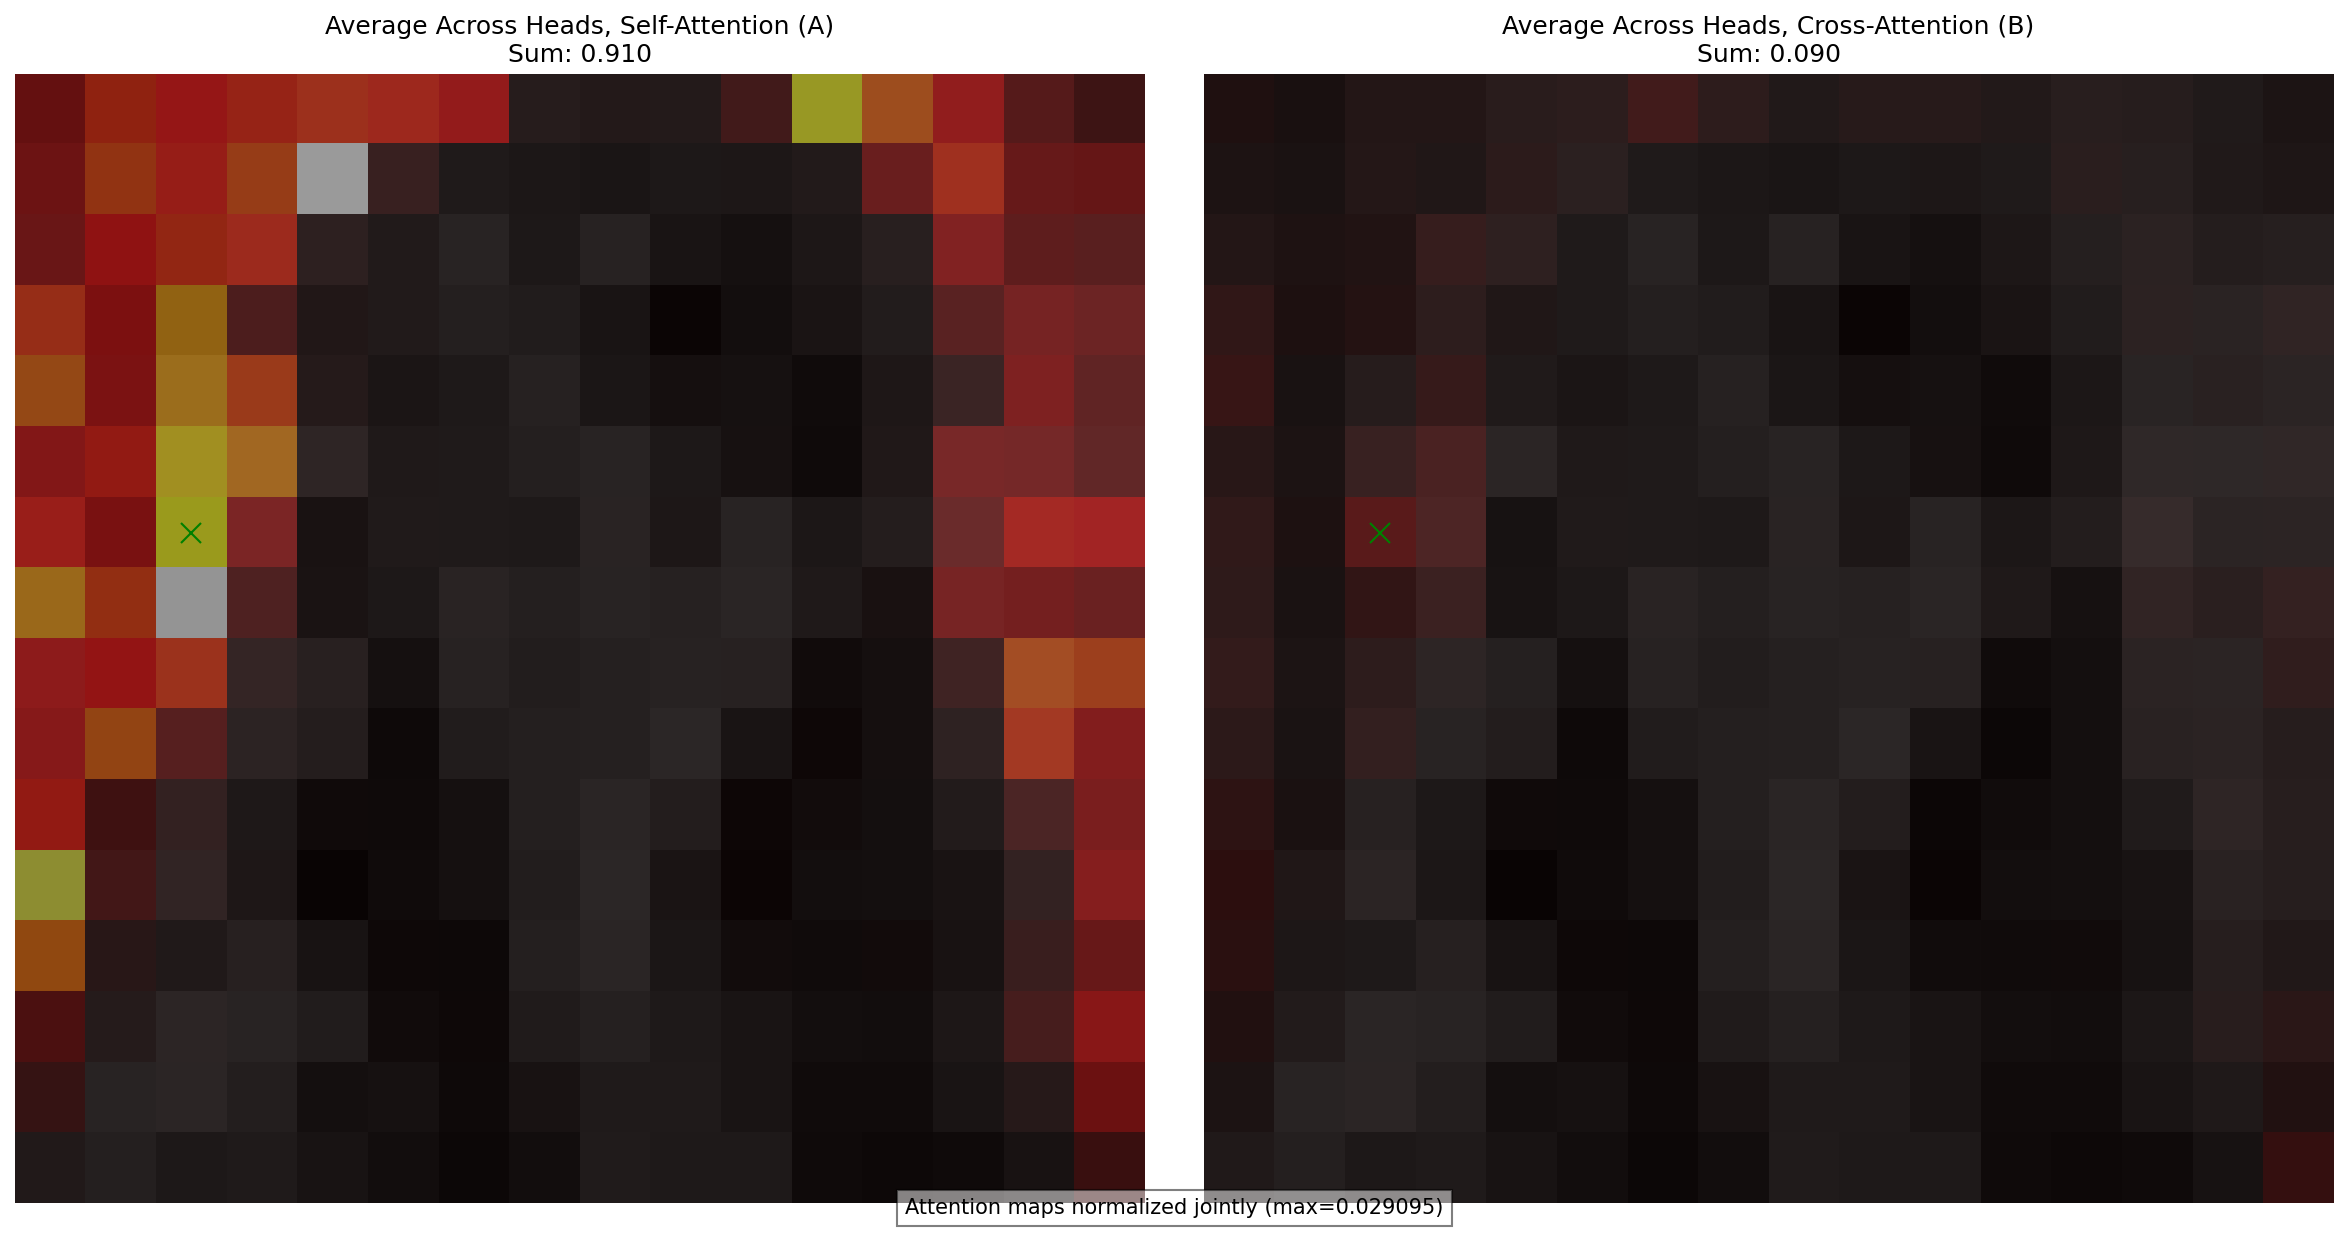 Average Across Heads, Self-Attention (A)
Sum: 0.910
Average Across Heads, Cross-Attention (B)
Sum: 0.090
Attention maps normalized jointly (max=0.029095)